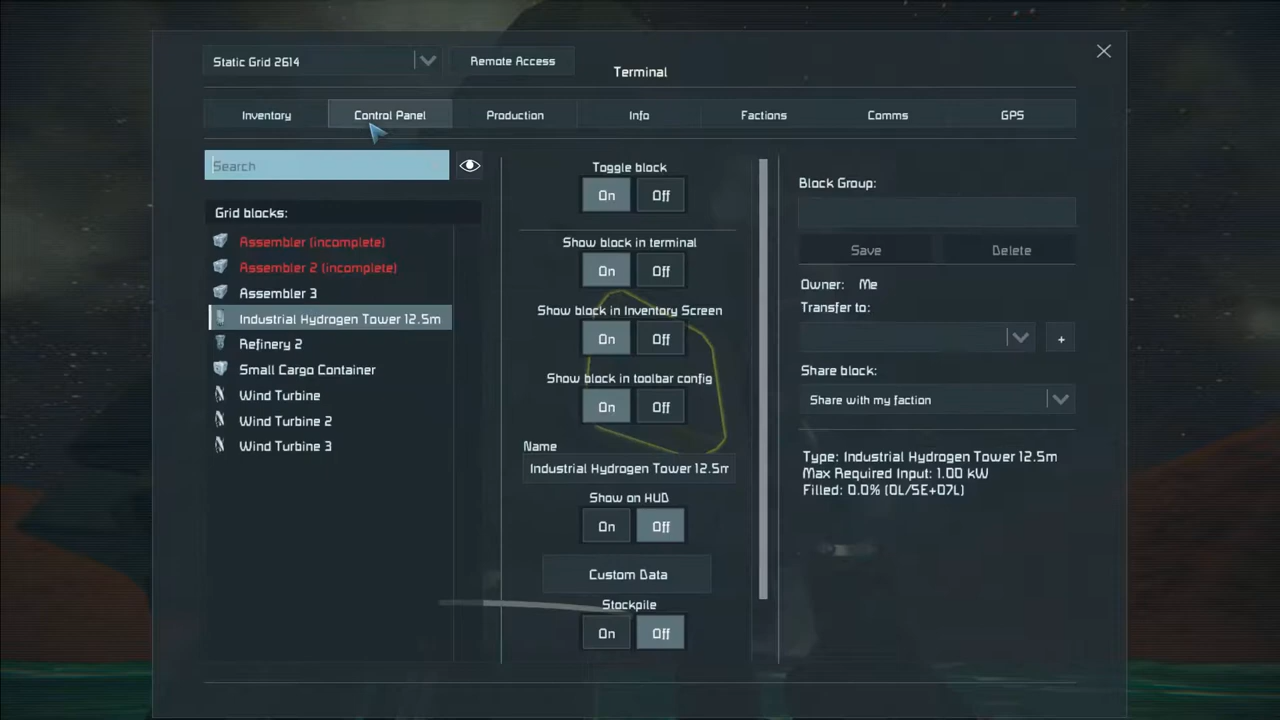 Static Grid 2614
Remote Access
Terminal
Inventory
Control Panel
Production
Info
Factions
Comms
GPS
Search
Grid blocks:
Assembler (incomplete)
Assembler 2 (incomplete)
Assembler 3
Industrial Hydrogen Tower 12.5m
Refinery 2
Small Cargo Container
Wind Turbine
Wind Turbine 2
Wind Turbine 3
Toggle block
On Off
Show block in terminal
On Off
Show block in Inventory Screen
On Off
Show block in toolbar config
On Off
Name
Industrial Hydrogen Tower 12.5m
Show on HUD
On Off
Custom Data
Stockpile
On Off
Block Group:
Save Delete
Owner: Me
Transfer to:
+
Share block:
Share with my faction
Type: Industrial Hydrogen Tower 12.5m
Max Required Input: 1.00 kW
Filled: 0.0% (0L/5E+07L)